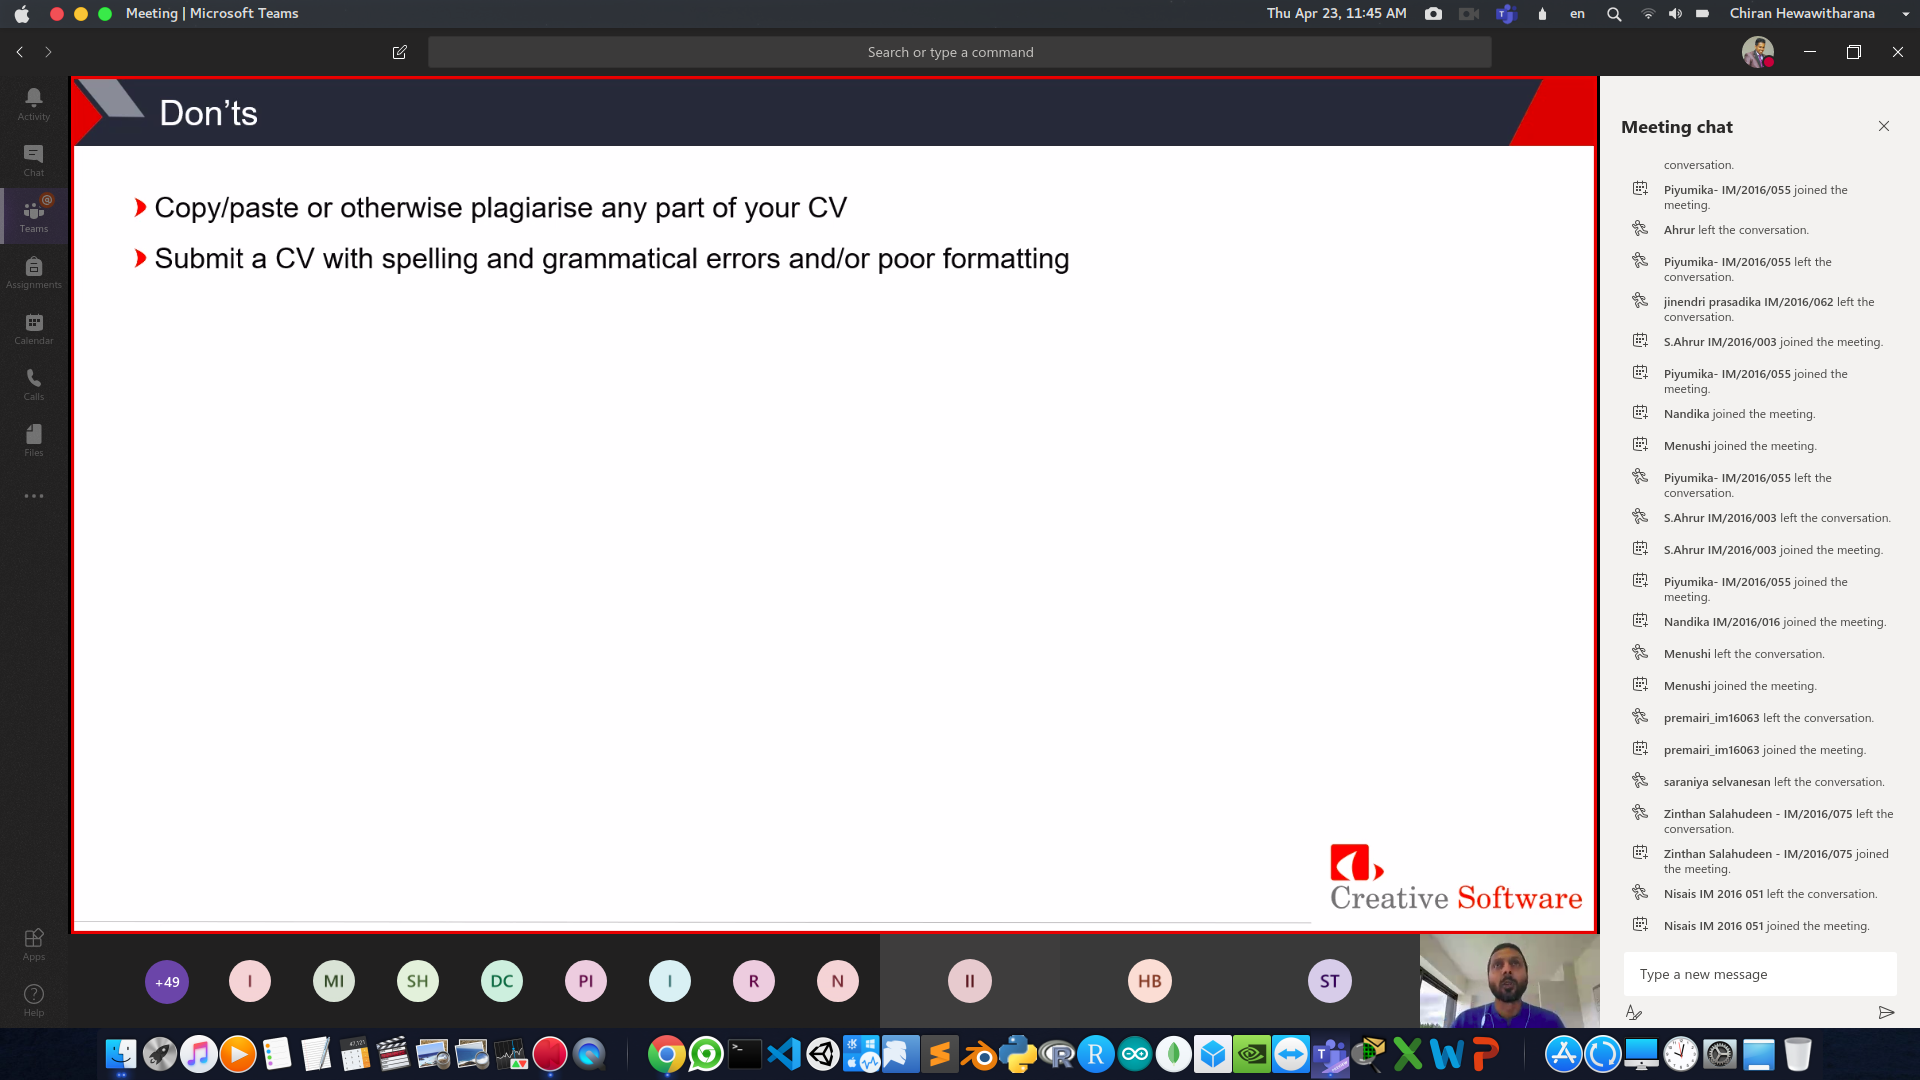 Meeting | Microsoft Teams
Thu Apr 23, 11:45 AM
en
Chiran Hewawitharana
Search or type a command
Activity
Chat
Teams
Assignments
Calendar
Calls
Files
Apps
Help
Don’ts
Copy/paste or otherwise plagiarise any part of your CV
Submit a CV with spelling and grammatical errors and/or poor formatting
Creative Software
+49
I
MI
SH
DC
PI
I
R
N
II
HB
ST
Meeting chat
conversation.
Piyumika- IM/2016/055 joined the
meeting.
Ahrur left the conversation.
Piyumika- IM/2016/055 left the
conversation.
jinendri prasadika IM/2016/062 left the
conversation.
S.Ahrur IM/2016/003 joined the meeting.
Piyumika- IM/2016/055 joined the
meeting.
Nandika joined the meeting.
Menushi joined the meeting.
Piyumika- IM/2016/055 left the
conversation.
S.Ahrur IM/2016/003 left the conversation.
S.Ahrur IM/2016/003 joined the meeting.
Piyumika- IM/2016/055 joined the
meeting.
Nandika IM/2016/016 joined the meeting.
Menushi left the conversation.
Menushi joined the meeting.
premairi_im16063 left the conversation.
premairi_im16063 joined the meeting.
saraniya selvanesan left the conversation.
Zinthan Salahudeen - IM/2016/075 left the
conversation.
Zinthan Salahudeen - IM/2016/075 joined
the meeting.
Nisais IM 2016 051 left the conversation.
Nisais IM 2016 051 joined the meeting.
Type a new message